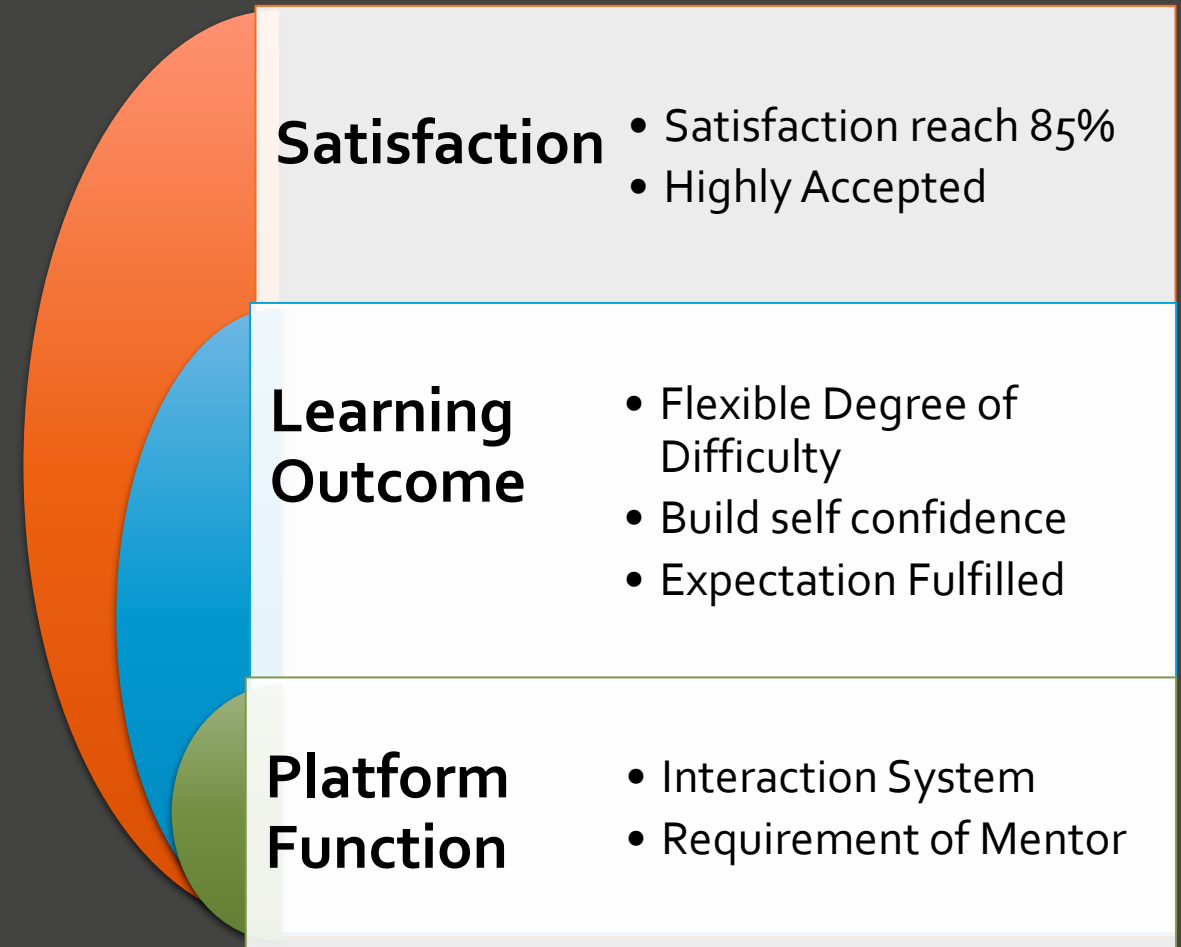 Satisfaction
• Satisfaction reach 85%
• Highly Accepted
Learning
Outcome
• Flexible Degree of
Difficulty
• Build self confidence
• Expectation Fulfilled
Platform
Function
• Interaction System
• Requirement of Mentor